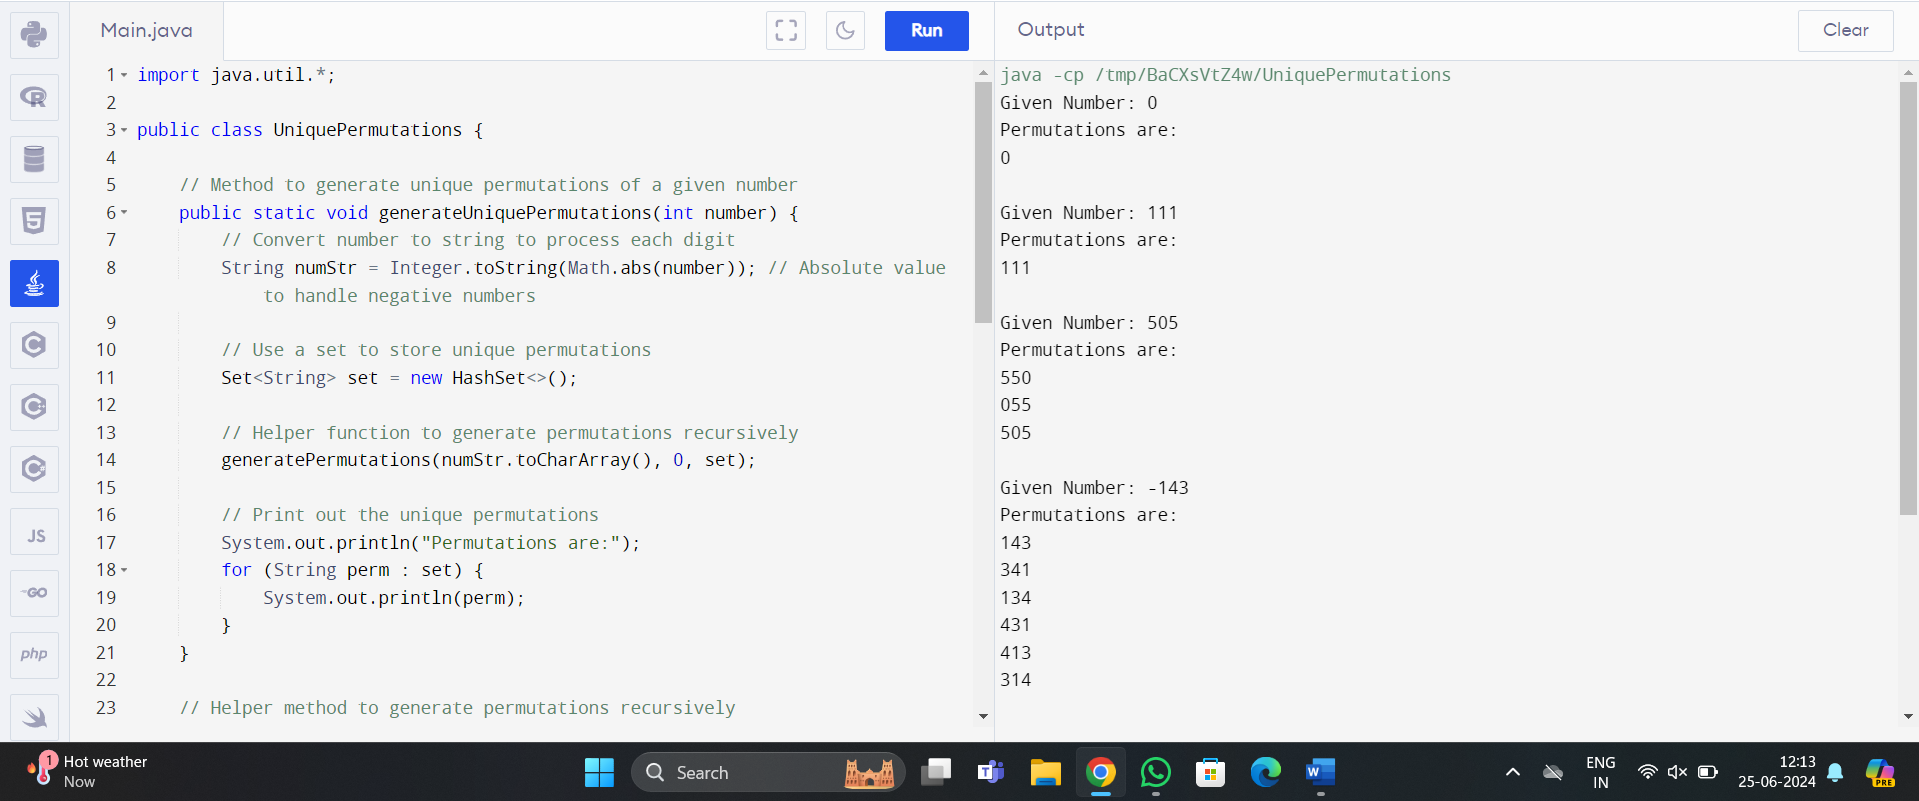 Main.java
Run
Output
Clear
1 import java.util.*;
2
3 public class UniquePermutations {
4
5 // Method to generate unique permutations of a given number
6 public static void generateUniquePermutations(int number) {
7 // Convert number to string to process each digit
8 String numStr = Integer.toString(Math.abs(number)); // Absolute value
to handle negative numbers
9
10 // Use a set to store unique permutations
11 Set<String> set = new HashSet<>();
12
13 // Helper function to generate permutations recursively
14 generatePermutations(numStr.toCharArray(), 0, set);
15
16 // Print out the unique permutations
17 System.out.println("Permutations are:");
18 for (String perm : set) {
19 System.out.println(perm);
20 }
21 }
22
23 // Helper method to generate permutations recursively
java -cp /tmp/BaCXsVtZ4w/UniquePermutations
Given Number: 0
Permutations are:
0
Given Number: 111
Permutations are:
111
Given Number: 505
Permutations are:
550
055
505
Given Number: -143
Permutations are:
143
341
134
431
413
314
R
5
C
C
C
JS
GO
php
1
Hot weather
Now
Search
T
W
PRE
ENG
IN
12:13
25-06-2024